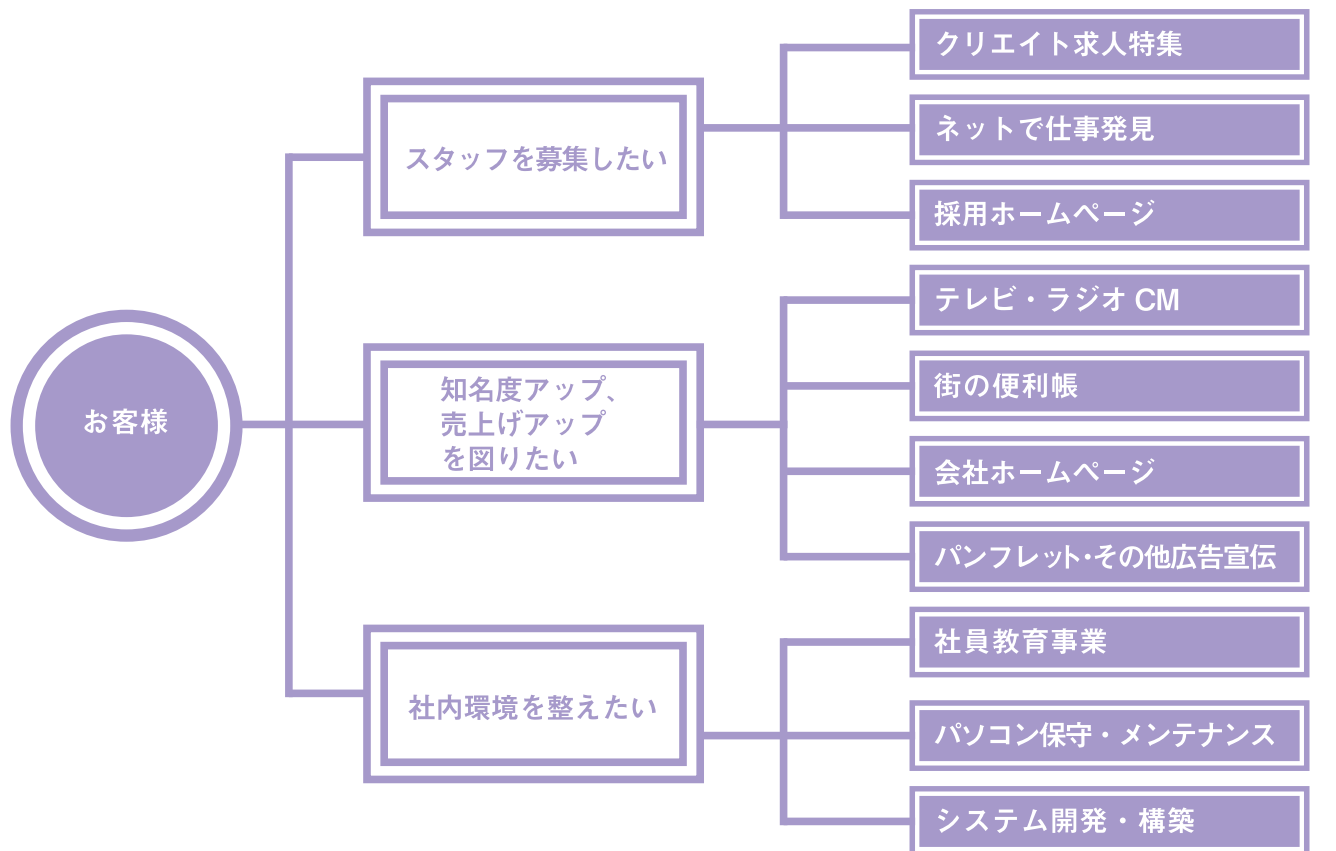 お客様
スタッフを募集したい
クリエイト求人特集
ネットで仕事発見
採用ホームページ
知名度アップ、
売上げアップ
を図りたい
テレビ・ラジオ CM
街の便利帳
会社ホームページ
パンフレット・その他広告宣伝
社内環境を整えたい
社員教育事業
パソコン保守・メンテナンス
システム開発・構築